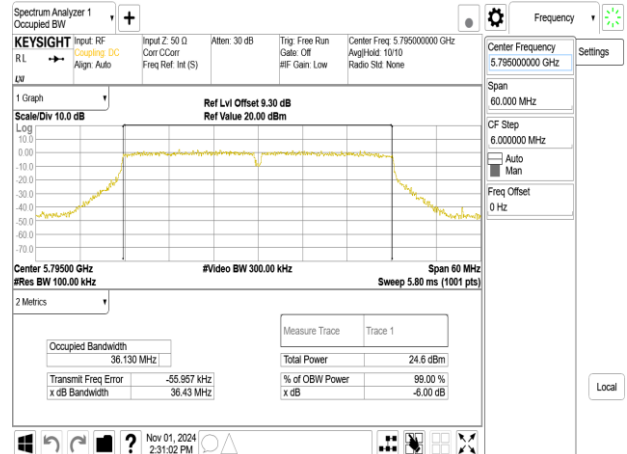 Spectrum Analyzer 1
Occupied BW
KEYSIGHT
R L
LXI
Input: RF
Coupling: DC
Align: Auto
Input Z: 50 Ω
Corr CCorr
Freq Ref: Int (S)
Atten: 30 dB
Trig: Free Run
Gate: Off
#IF Gain: Low
Center Freq: 5.795000000 GHz
Avg|Hold: 10/10
Radio Std: None
1 Graph
Scale/Div 10.0 dB
Ref Lvl Offset 9.30 dB
Ref Value 20.00 dBm
Log
10.0
0.00
-10.0
-20.0
-30.0
-40.0
-50.0
-60.0
-70.0
Center 5.79500 GHz
#Res BW 100.00 kHz
#Video BW 300.00 kHz
Span 60 MHz
Sweep 5.80 ms (1001 pts)
2 Metrics
Occupied Bandwidth
36.130 MHz
Transmit Freq Error -55.957 kHz
x dB Bandwidth 36.43 MHz
Measure Trace Trace 1
Total Power 24.6 dBm
% of OBW Power 99.00 %
x dB -6.00 dB
?
Nov 01, 2024
2:31:02 PM
Frequency
Center Frequency
5.795000000 GHz
Span
60.000 MHz
CF Step
6.000000 MHz
Auto
Man
Freq Offset
0 Hz
Settings
Local